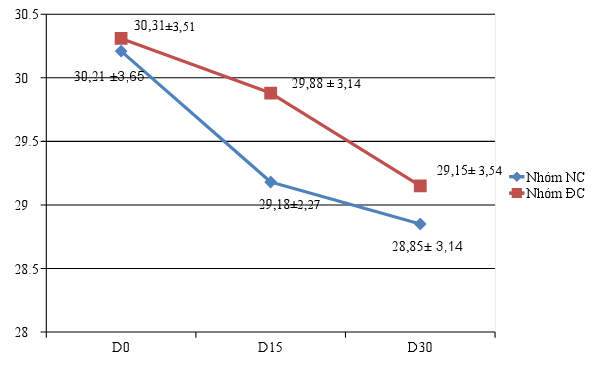 30.5
30,31±3,51
30
30,21 ±3,65
29,88 ± 3,14
29.5
29,15± 3,54
Nhóm NC
Nhóm ĐC
29
29,18±2,27
28,85± 3,14
28.5
28
D0
D15
D30